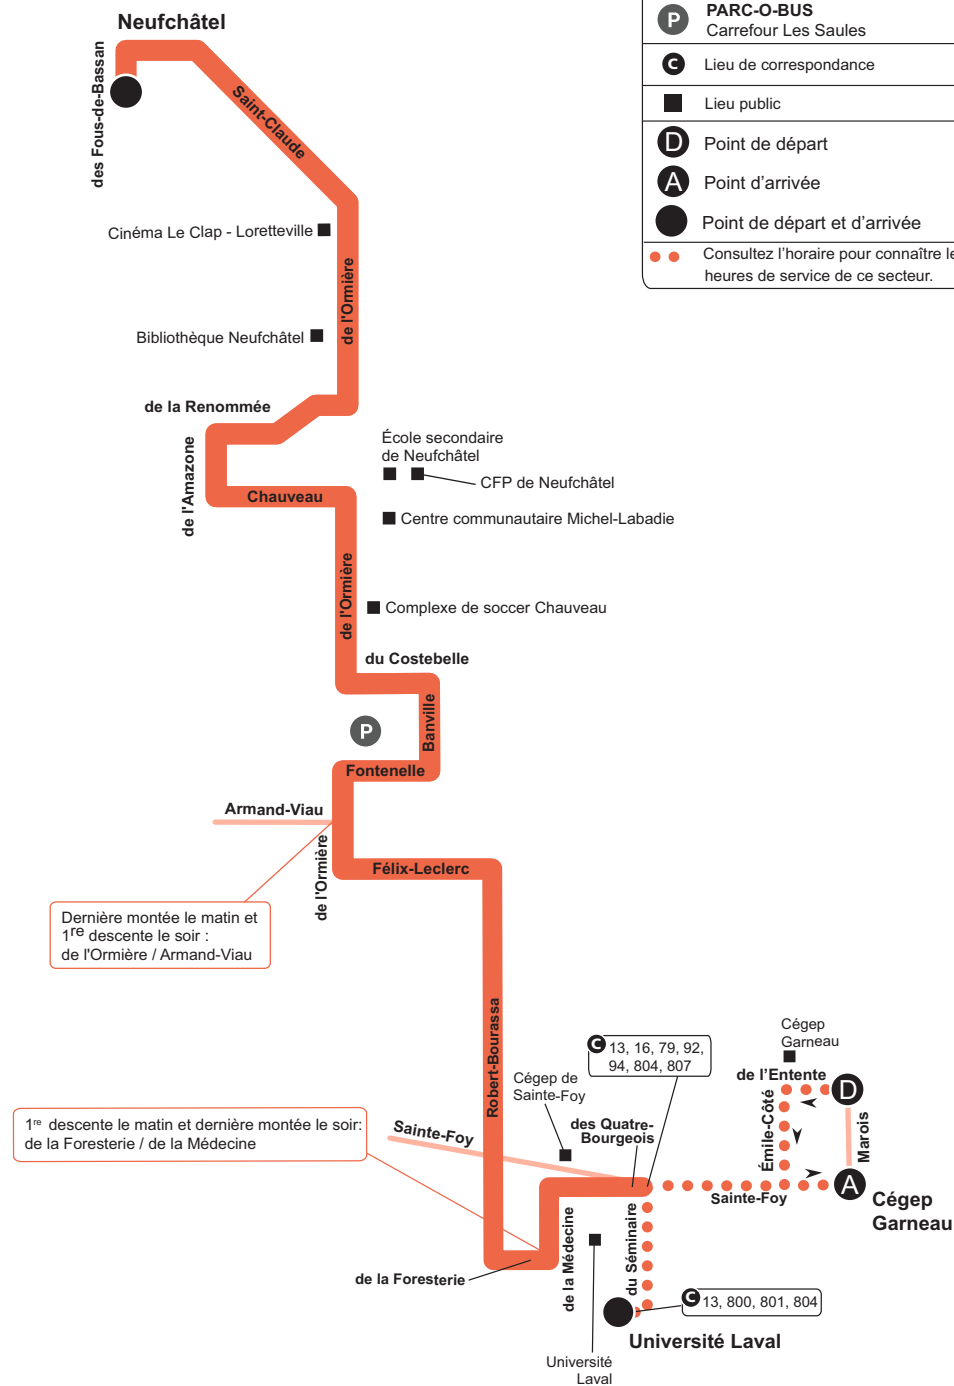 Neufchâtel
P
PARC-O-BUS
Carrefour Les Saules
C
Lieu de correspondance
Lieu public
D
Point de départ
A
Point d'arrivée
Point de départ et d'arrivée
Consultez l'horaire pour connaître le
heures de service de ce secteur.
des Fous-de-Bassan
Saint-Claude
Cinéma Le Clap - Loretteville
de l'Ormière
Bibliothèque Neufchâtel
de la Renommée
de l'Amazone
École secondaire
de Neufchâtel
CFP de Neufchâtel
Chauveau
Centre communautaire Michel-Labadie
de l'Ormière
Complexe de soccer Chauveau
du Costebelle
P
Banville
Fontenelle
Armand-Viau
de l'Ormière
Félix-Leclerc
Dernière montée le matin et
1re descente le soir :
de l'Ormière / Armand-Viau
Robert-Bourassa
C 13, 16, 79, 92,
94, 804, 807
Cégep
Garneau
de l'Entente
D
Cégep de
Sainte-Foy
Émile-Côté
Marois
1re descente le matin et dernière montée le soir:
de la Foresterie / de la Médecine
Sainte-Foy
des Quatre-
Bourgeois
A
Sainte-Foy
Cégep
Garneau
de la Médecine
du Séminaire
de la Foresterie
C 13, 800, 801, 804
Université Laval
Université
Laval